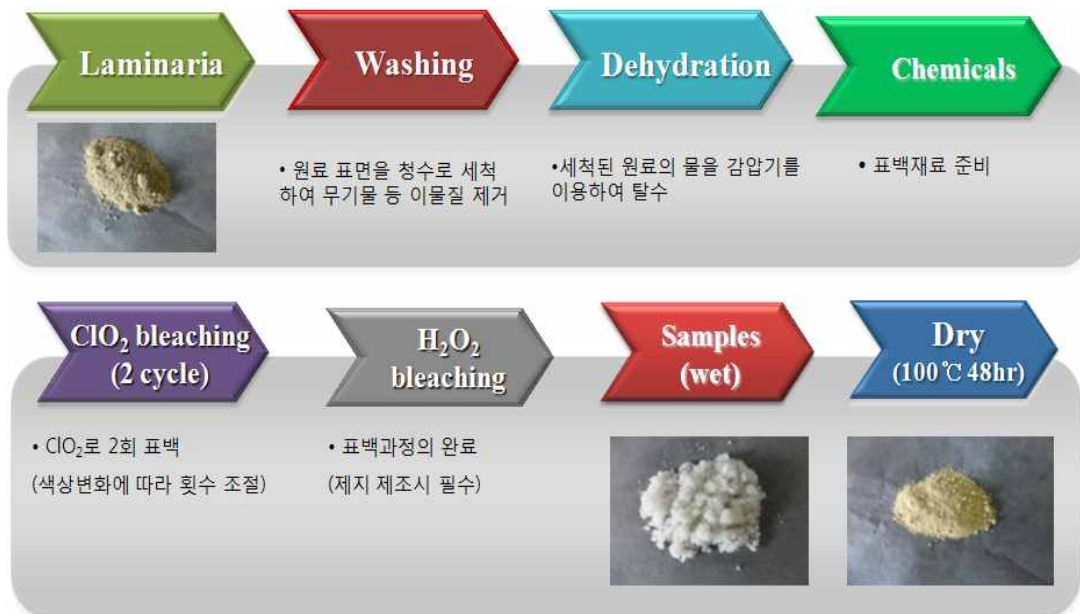 Laminaria
Washing
Dehydration
Chemicals
• 원료 표면을 청수로 세척
하여 무기물 등 이물질 제거
•세척된 원료의 물을 감압기를
이용하여 탈수
• 표백재료 준비
ClO₂ bleaching
(2 cycle)
H₂O₂
bleaching
Samples
(wet)
Dry
(100℃ 48hr)
• ClO₂로 2회 표백
(색상변화에 따라 횟수 조절)
• 표백과정의 완료
(제지 제조시 필수)